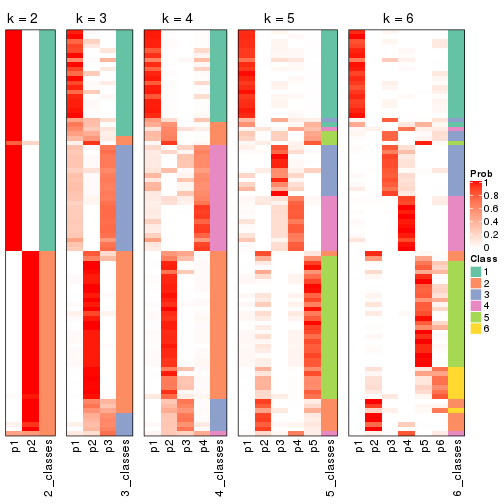 k = 2
k = 3
k = 4
k = 5
k = 6
p1
p2
2_classes
p1
p2
p3
3_classes
p1
p2
p3
p4
4_classes
p1
p2
p3
p4
p5
5_classes
p1
p2
p3
p4
p5
p6
6_classes
Prob
1
0.8
0.6
0.4
0.2
0
Class
1
2
3
4
5
6